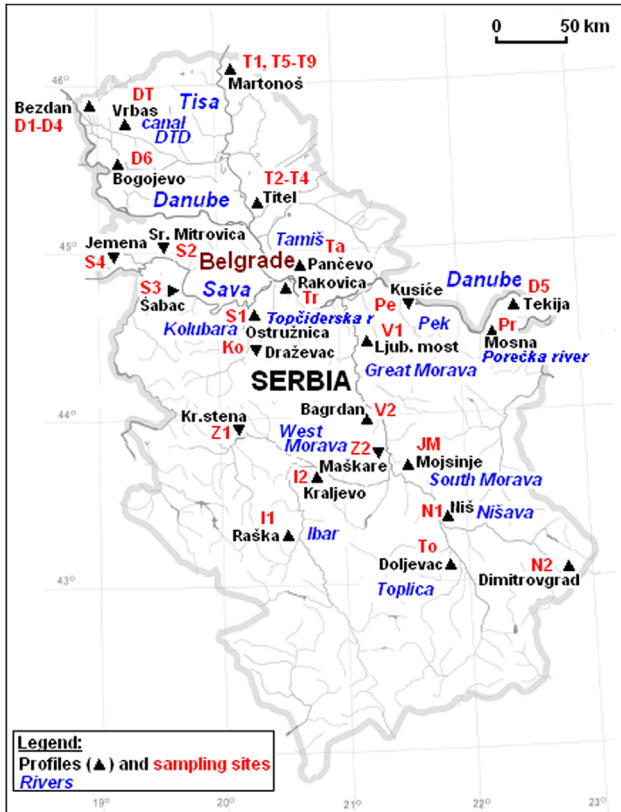 0 50 km
T1, T5-T9
46°
Martonoš
DT
Tisa
Bezdan
Vrbas
D1-D4
canal
DTD
D6
Bogojevo
T2-T4
Danube
Titel
Sr. Mitrovica
Tamiš
Jemena
S2
Ta
45°
Belgrade
S4
Pančevo
Danube
Kusiće
D5
S3
Rakovica
Sava
Tr
Pe
Tekija
Šabac
S1
Topčiderska r
Pek
Pr
Kolubara
V1
Ostružnica
Mosna
Ko
Ljub. most
Draževac
Porečka river
Great Morava
SERBIA
Bagrdan
V2
44°
Kr.stena
West
Z1
Morava
Z2
JM
Maškare
Mojsinje
I2
South Morava
Kraljevo
I1
N1
Niš
Nišava
Raška
Ibar
To
Doljevac
N2
43°
Dimitrovgrad
Toplica
Legend:
Profiles (▲) and sampling sites
Rivers
19° 20° 21° 22° 23°